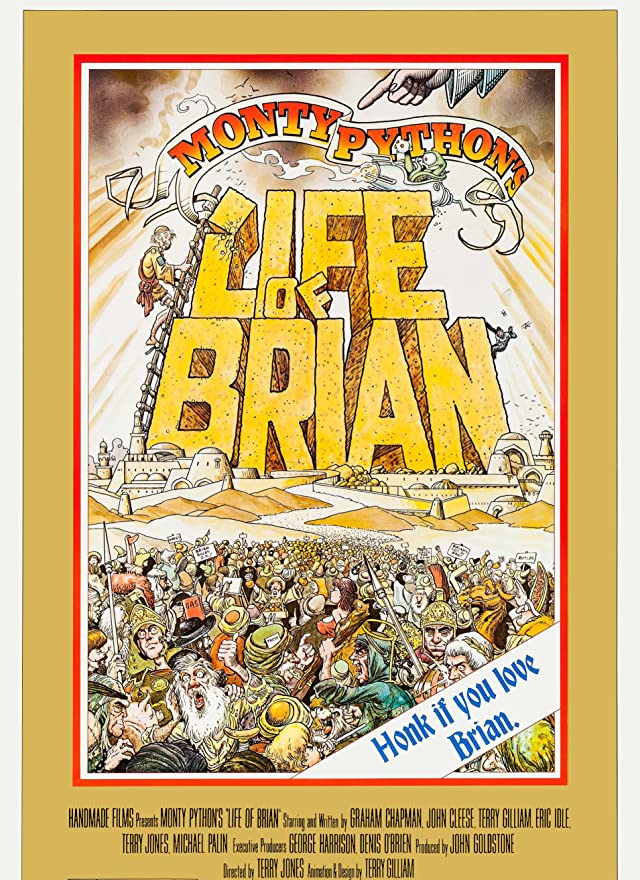 MONTY PYTHON'S
LIFE
OF
BRIAN
Honk if you love
Brian.
HANDMADE FILMS Presents MONTY PYTHON'S "LIFE OF BRIAN" Starring and Written by GRAHAM CHAPMAN, JOHN CLEESE, TERRY GILLIAM, ERIC IDLE,
TERRY JONES, MICHAEL PALIN Executive Producers GEORGE HARRISON, DENIS O'BRIEN Produced by JOHN GOLDSTONE
Directed by TERRY JONES Animation & Design by TERRY GILLIAM